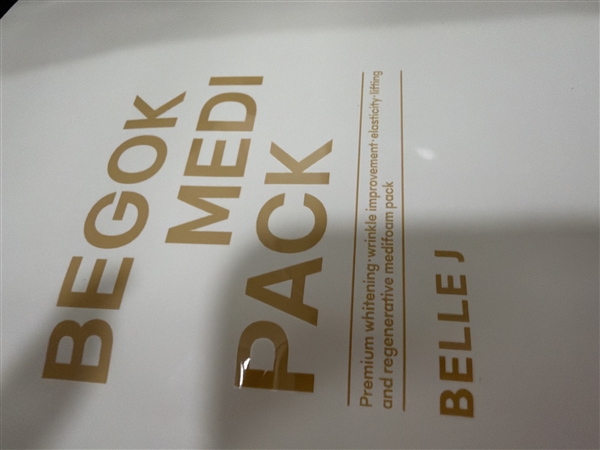 BEGOK
MEDI
PACK
Premium whitening·wrinkle improvement·elasticity·lifting
and regenerative medifoam pack
BELLE J